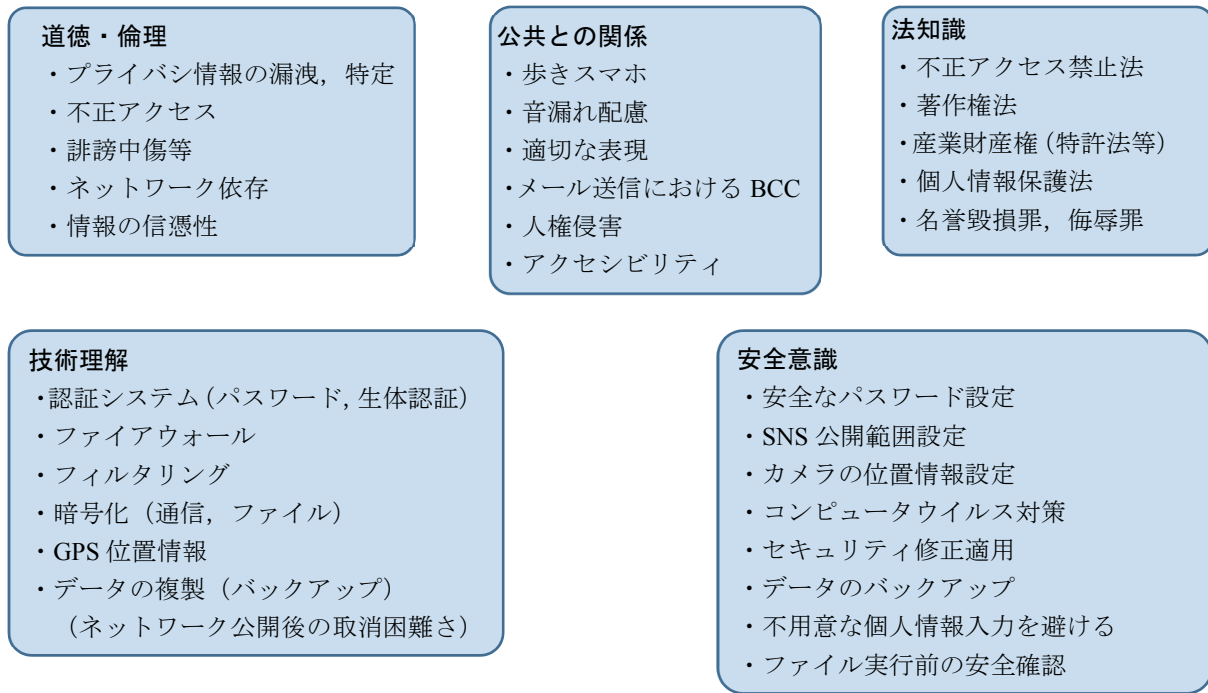 道徳・倫理
・プライバシ情報の漏洩，特定
・不正アクセス
・誹謗中傷等
・ネットワーク依存
・情報の信憑性
公共との関係
・歩きスマホ
・音漏れ配慮
・適切な表現
・メール送信における BCC
・人権侵害
・アクセシビリティ
法知識
・不正アクセス禁止法
・著作権法
・産業財産権（特許法等）
・個人情報保護法
・名誉毀損罪，侮辱罪
技術理解
・認証システム（パスワード，生体認証）
・ファイアウォール
・フィルタリング
・暗号化（通信，ファイル）
・GPS 位置情報
・データの複製（バックアップ）
（ネットワーク公開後の取消困難さ）
安全意識
・安全なパスワード設定
・SNS 公開範囲設定
・カメラの位置情報設定
・コンピュータウイルス対策
・セキュリティ修正適用
・データのバックアップ
・不用意な個人情報入力を避ける
・ファイル実行前の安全確認